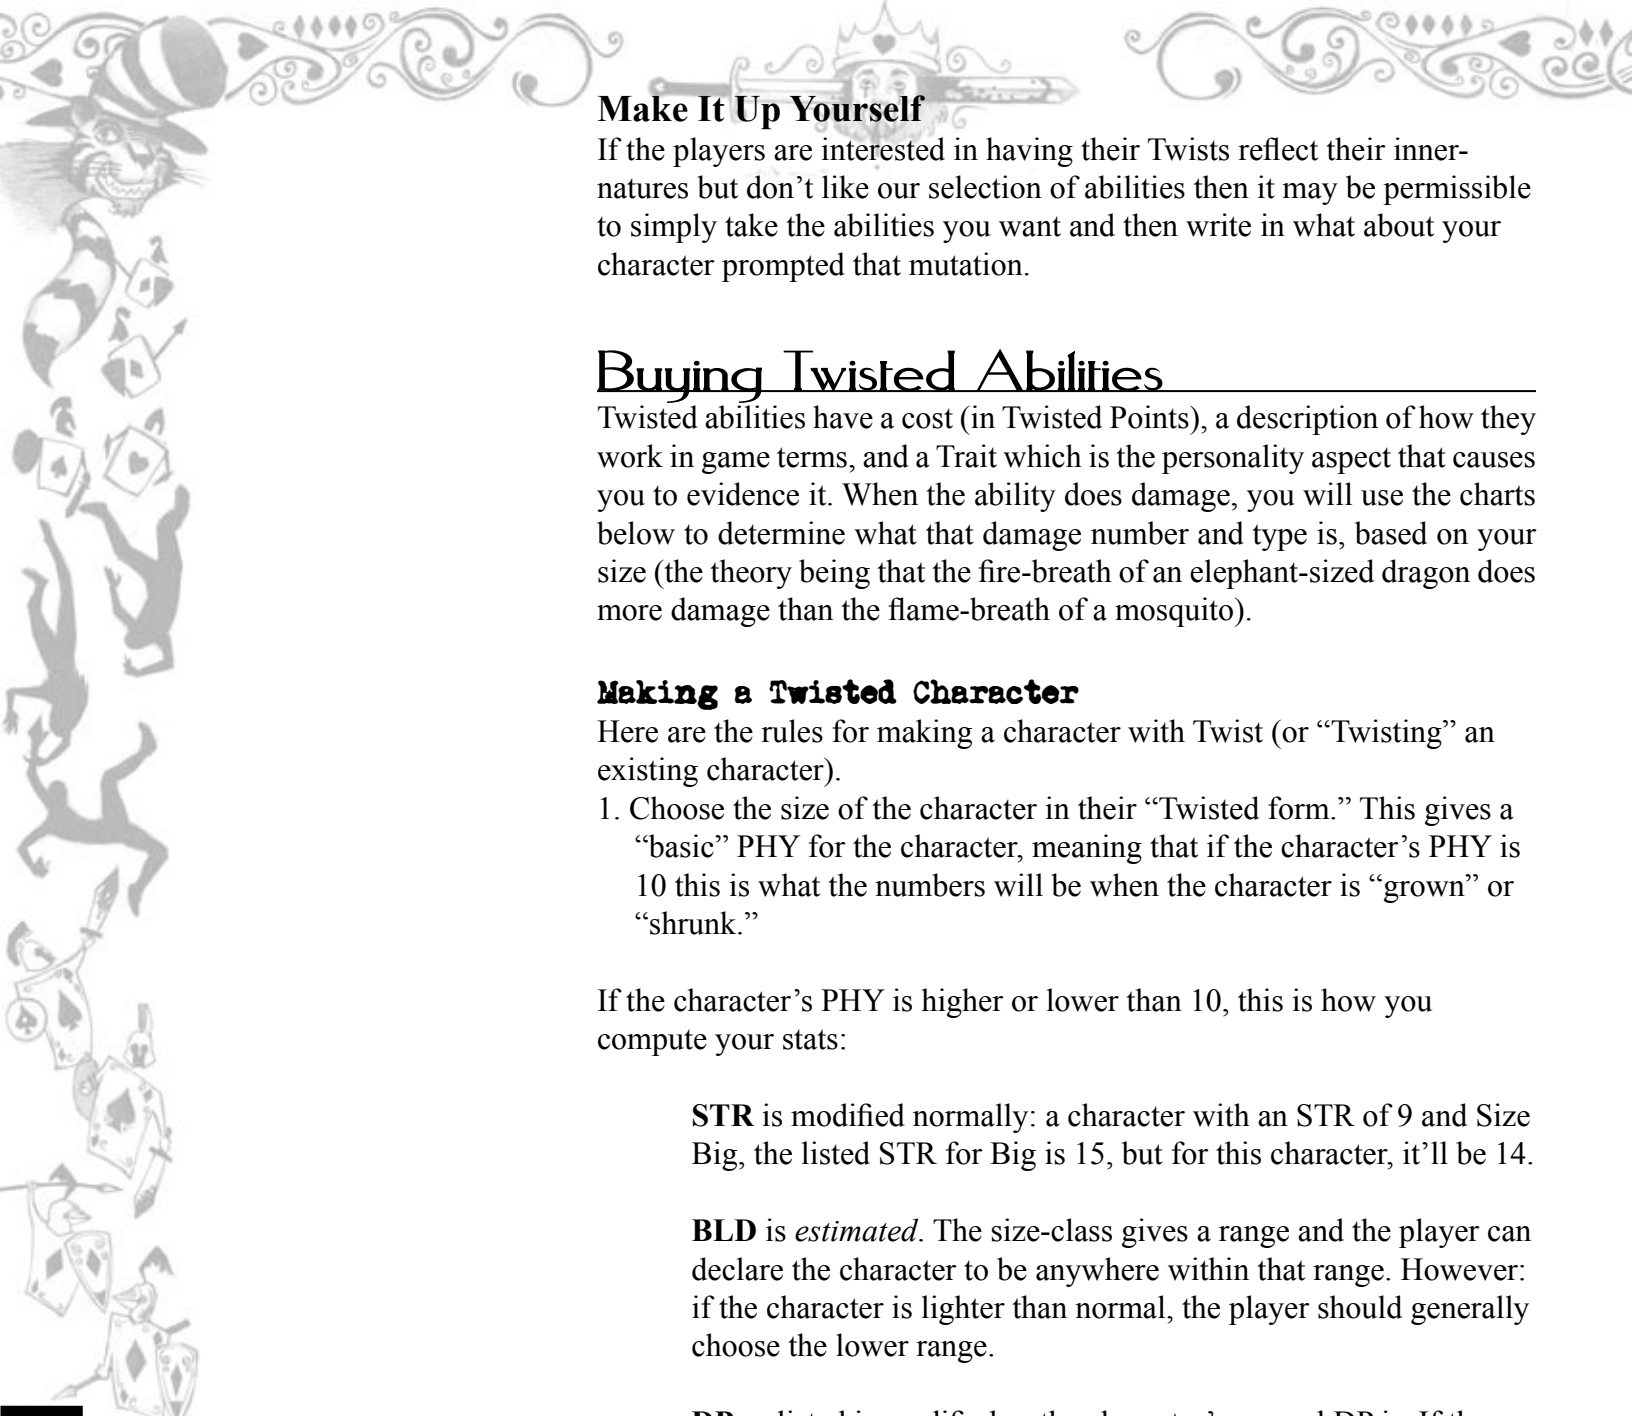 Make It Up Yourself
If the players are interested in having their Twists reflect their inner-
natures but don’t like our selection of abilities then it may be permissible
to simply take the abilities you want and then write in what about your
character prompted that mutation.
Buying Twisted Abilities
Twisted abilities have a cost (in Twisted Points), a description of how they
work in game terms, and a Trait which is the personality aspect that causes
you to evidence it. When the ability does damage, you will use the charts
below to determine what that damage number and type is, based on your
size (the theory being that the fire-breath of an elephant-sized dragon does
more damage than the flame-breath of a mosquito).
Making a Twisted Character
Here are the rules for making a character with Twist (or “Twisting” an
existing character).
1. Choose the size of the character in their “Twisted form.” This gives a
“basic” PHY for the character, meaning that if the character’s PHY is
10 this is what the numbers will be when the character is “grown” or
“shrunk.”
If the character’s PHY is higher or lower than 10, this is how you
compute your stats:
STR is modified normally: a character with an STR of 9 and Size
Big, the listed STR for Big is 15, but for this character, it’ll be 14.
BLD is estimated. The size-class gives a range and the player can
declare the character to be anywhere within that range. However:
if the character is lighter than normal, the player should generally
choose the lower range.